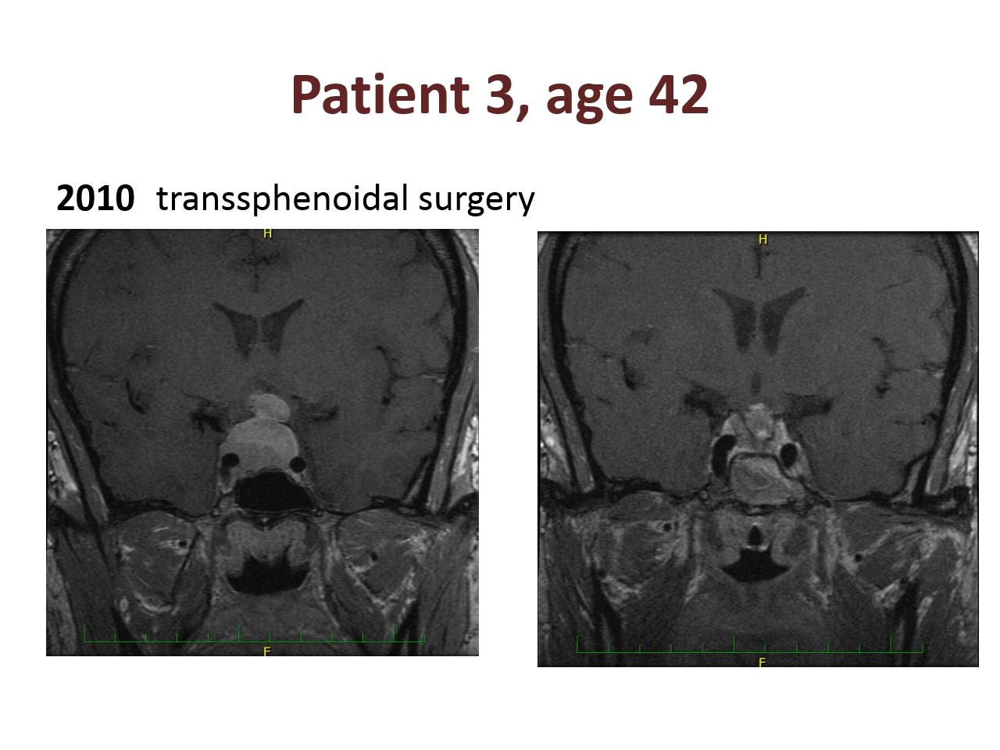 Patient 3, age 42
2010 transsphenoidal surgery
H
H
F
F